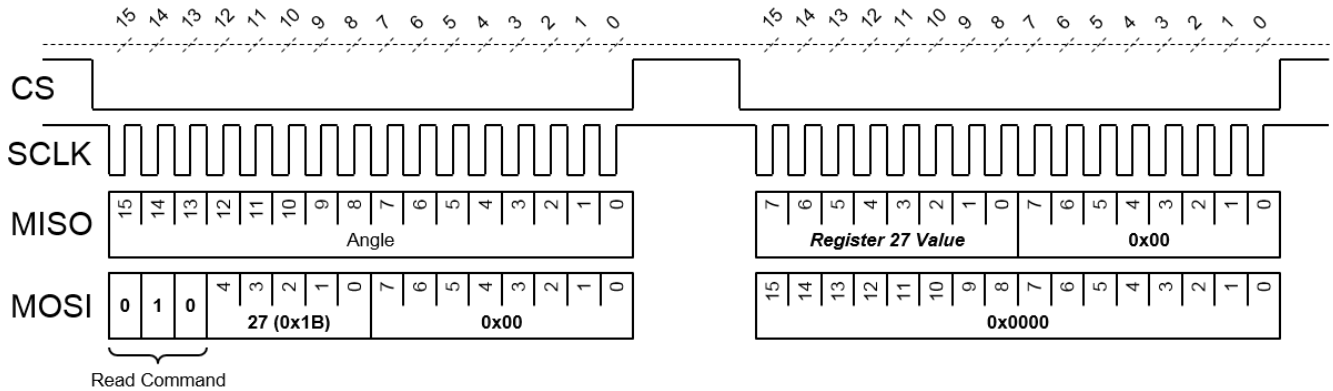 15 14 13 12 11 10 9 8 7 6 5 4 3 2 1 0 15 14 13 12 11 10 9 8 7 6 5 4 3 2 1 0
CS
SCLK
MISO 15 14 13 12 11 10 9 8 7 6 5 4 3 2 1 0 7 6 5 4 3 2 1 0 7 6 5 4 3 2 1 0
Angle Register 27 Value 0x00
MOSI 0 1 0 4 3 2 1 0 7 6 5 4 3 2 1 0 15 14 13 12 11 10 9 8 7 6 5 4 3 2 1 0
27 (0x1B) 0x00 0x0000
Read Command